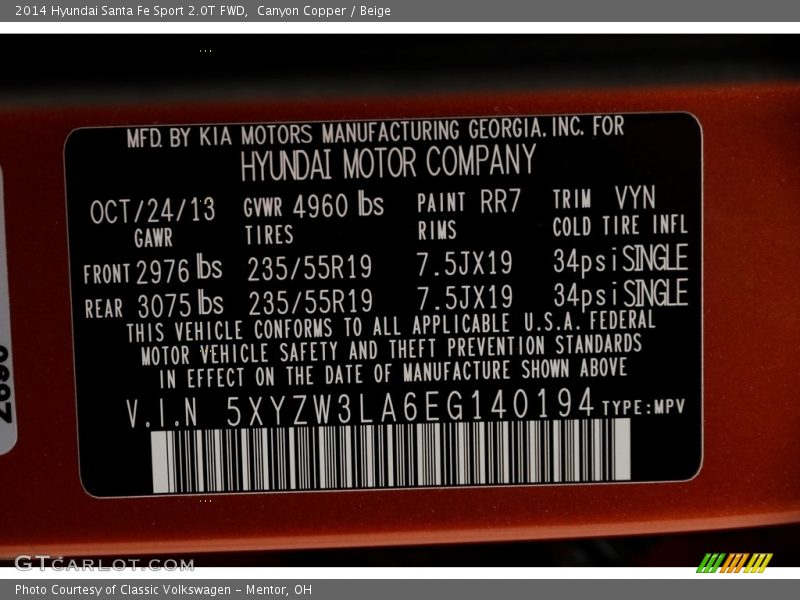 2014 Hyundai Santa Fe Sport 2.0T FWD,  Canyon Copper / Beige
MFD. BY KIA MOTORS MANUFACTURING GEORGIA. INC. FOR
HYUNDAI MOTOR COMPANY
OCT/24/13 GVWR 4960 lbs PAINT RR7 TRIM VYN
GAWR TIRES RIMS COLD TIRE INFL
FRONT 2976 lbs 235/55R19 7.5JX19 34psi SINGLE
REAR 3075 lbs 235/55R19 7.5JX19 34psi SINGLE
THIS VEHICLE CONFORMS TO ALL APPLICABLE U.S.A. FEDERAL
MOTOR VEHICLE SAFETY AND THEFT PREVENTION STANDARDS
IN EFFECT ON THE DATE OF MANUFACTURE SHOWN ABOVE
V.I.N 5XYZW3LA6EG140194 TYPE:MPV
GTCARLOT.COM
Photo Courtesy of Classic Volkswagen - Mentor, OH